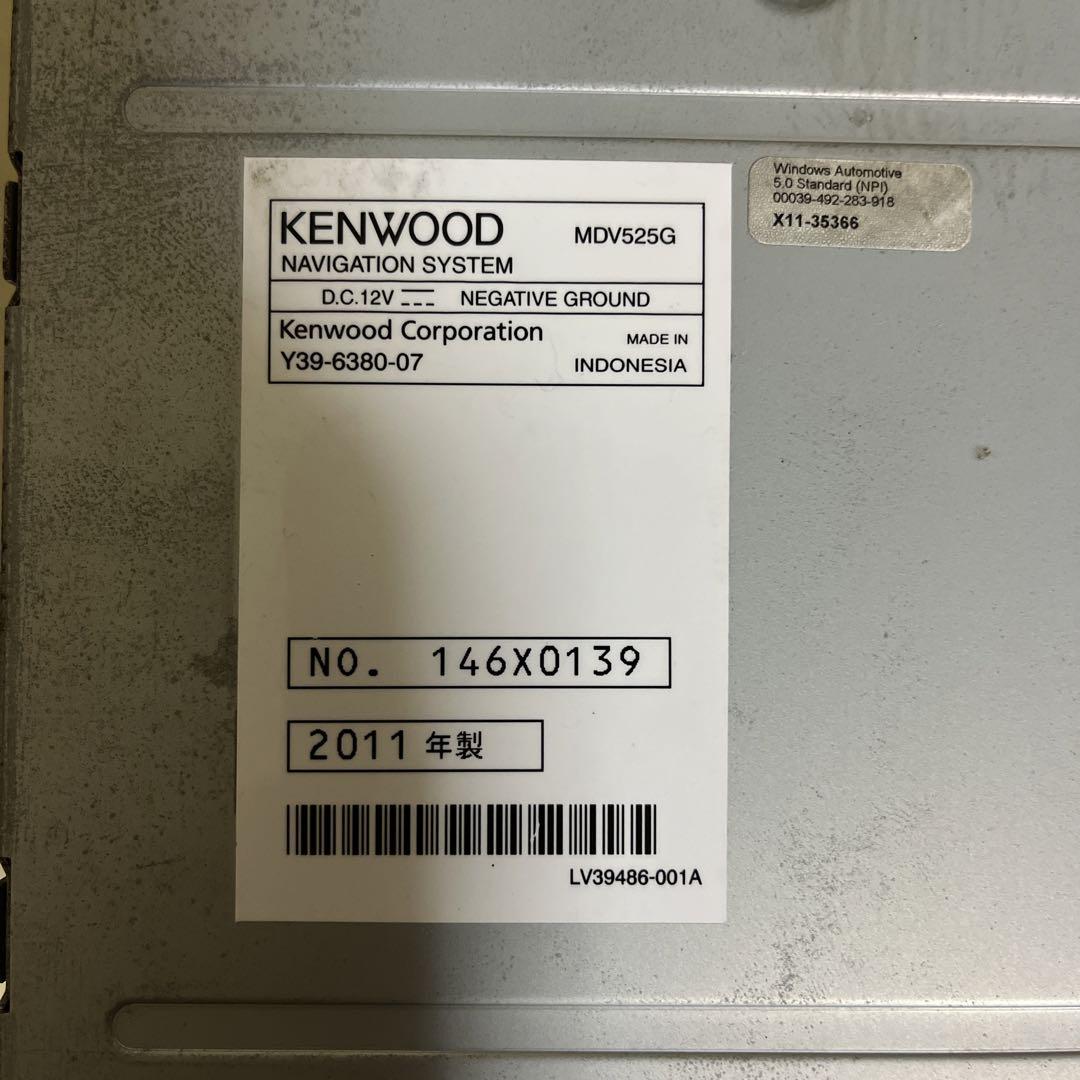 KENWOOD MDV525G
NAVIGATION SYSTEM
D.C.12V NEGATIVE GROUND
Kenwood Corporation MADE IN
Y39-6380-07 INDONESIA
NO. 146X0139
2011 年製
LV39486-001A
Windows Automotive
5.0 Standard (NPI)
00039-492-283-918
X11-35366